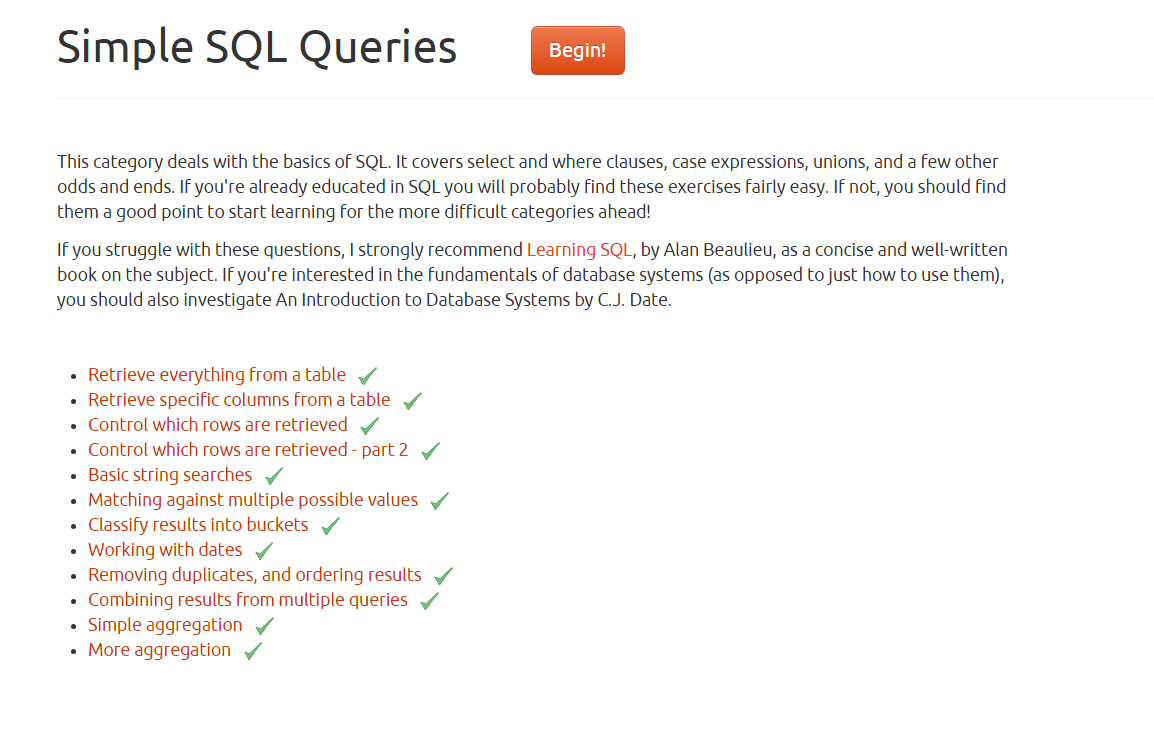 Simple SQL Queries
Begin!
This category deals with the basics of SQL. It covers select and where clauses, case expressions, unions, and a few other
odds and ends. If you're already educated in SQL you will probably find these exercises fairly easy. If not, you should find
them a good point to start learning for the more difficult categories ahead!
If you struggle with these questions, I strongly recommend Learning SQL, by Alan Beaulieu, as a concise and well-written
book on the subject. If you're interested in the fundamentals of database systems (as opposed to just how to use them),
you should also investigate An Introduction to Database Systems by C.J. Date.
Retrieve everything from a table
Retrieve specific columns from a table
Control which rows are retrieved
Control which rows are retrieved - part 2
Basic string searches
Matching against multiple possible values
Classify results into buckets
Working with dates
Removing duplicates, and ordering results
Combining results from multiple queries
Simple aggregation
More aggregation